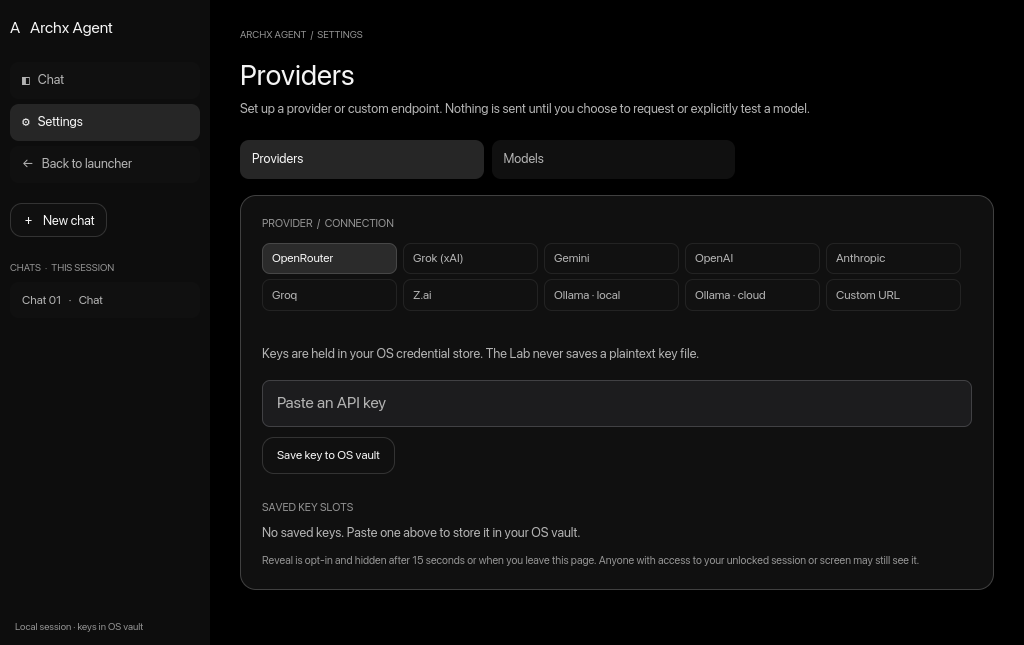 A Archx Agent
Chat
Settings
← Back to launcher
+ New chat
CHATS · THIS SESSION
Chat 01 · Chat
Local session · keys in OS vault
ARCHX AGENT / SETTINGS
Providers
Set up a provider or custom endpoint. Nothing is sent until you choose to request or explicitly test a model.
Providers
Models
PROVIDER / CONNECTION
OpenRouter
Grok (xAI)
Gemini
OpenAI
Anthropic
Groq
Z.ai
Ollama · local
Ollama · cloud
Custom URL
Keys are held in your OS credential store. The Lab never saves a plaintext key file.
Paste an API key
Save key to OS vault
SAVED KEY SLOTS
No saved keys. Paste one above to store it in your OS vault.
Reveal is opt-in and hidden after 15 seconds or when you leave this page. Anyone with access to your unlocked session or screen may still see it.